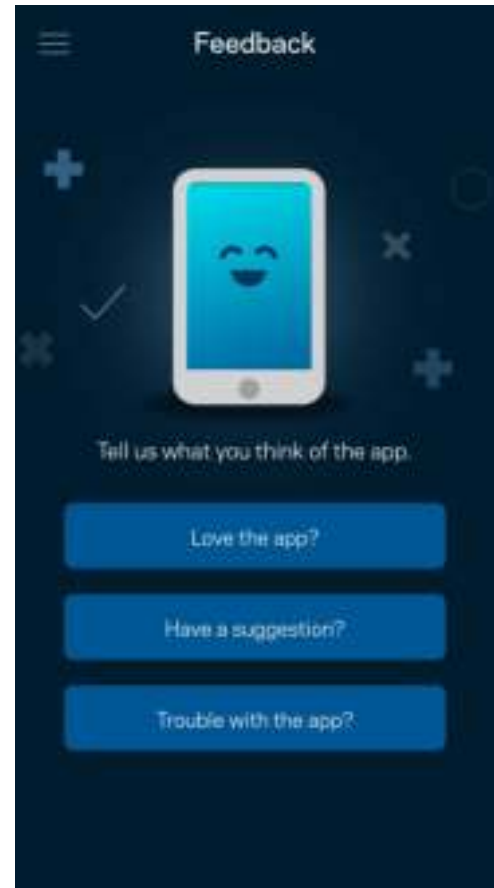 Feedback
Tell us what you think of the app.
Love the app?
Have a suggestion?
Trouble with the app?